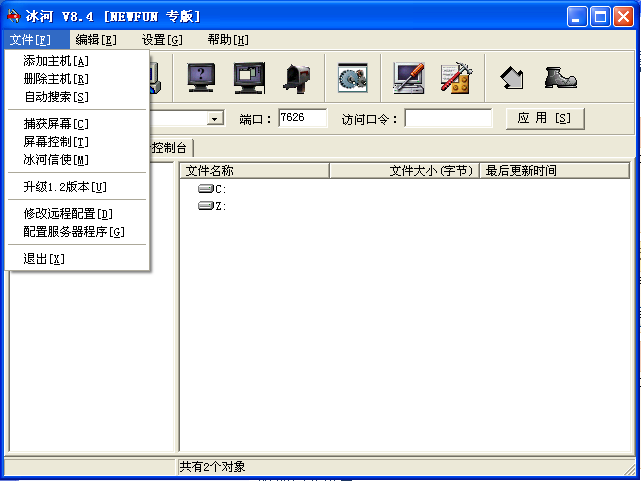 冰河 V8.4 [NEWFUN 专版]
文件[F] 编辑[E] 设置[G] 帮助[H]
添加主机[A]
删除主机[R]
自动搜索[S]
捕获屏幕[C]
屏幕控制[T]
冰河信使[M]
升级1.2版本[U]
修改远程配置[D]
配置服务器程序[G]
退出[X]
端口： 7626 访问口令： 应 用 [S]
控制台
文件名称 文件大小(字节) 最后更新时间
C:
Z:
共有2个对象